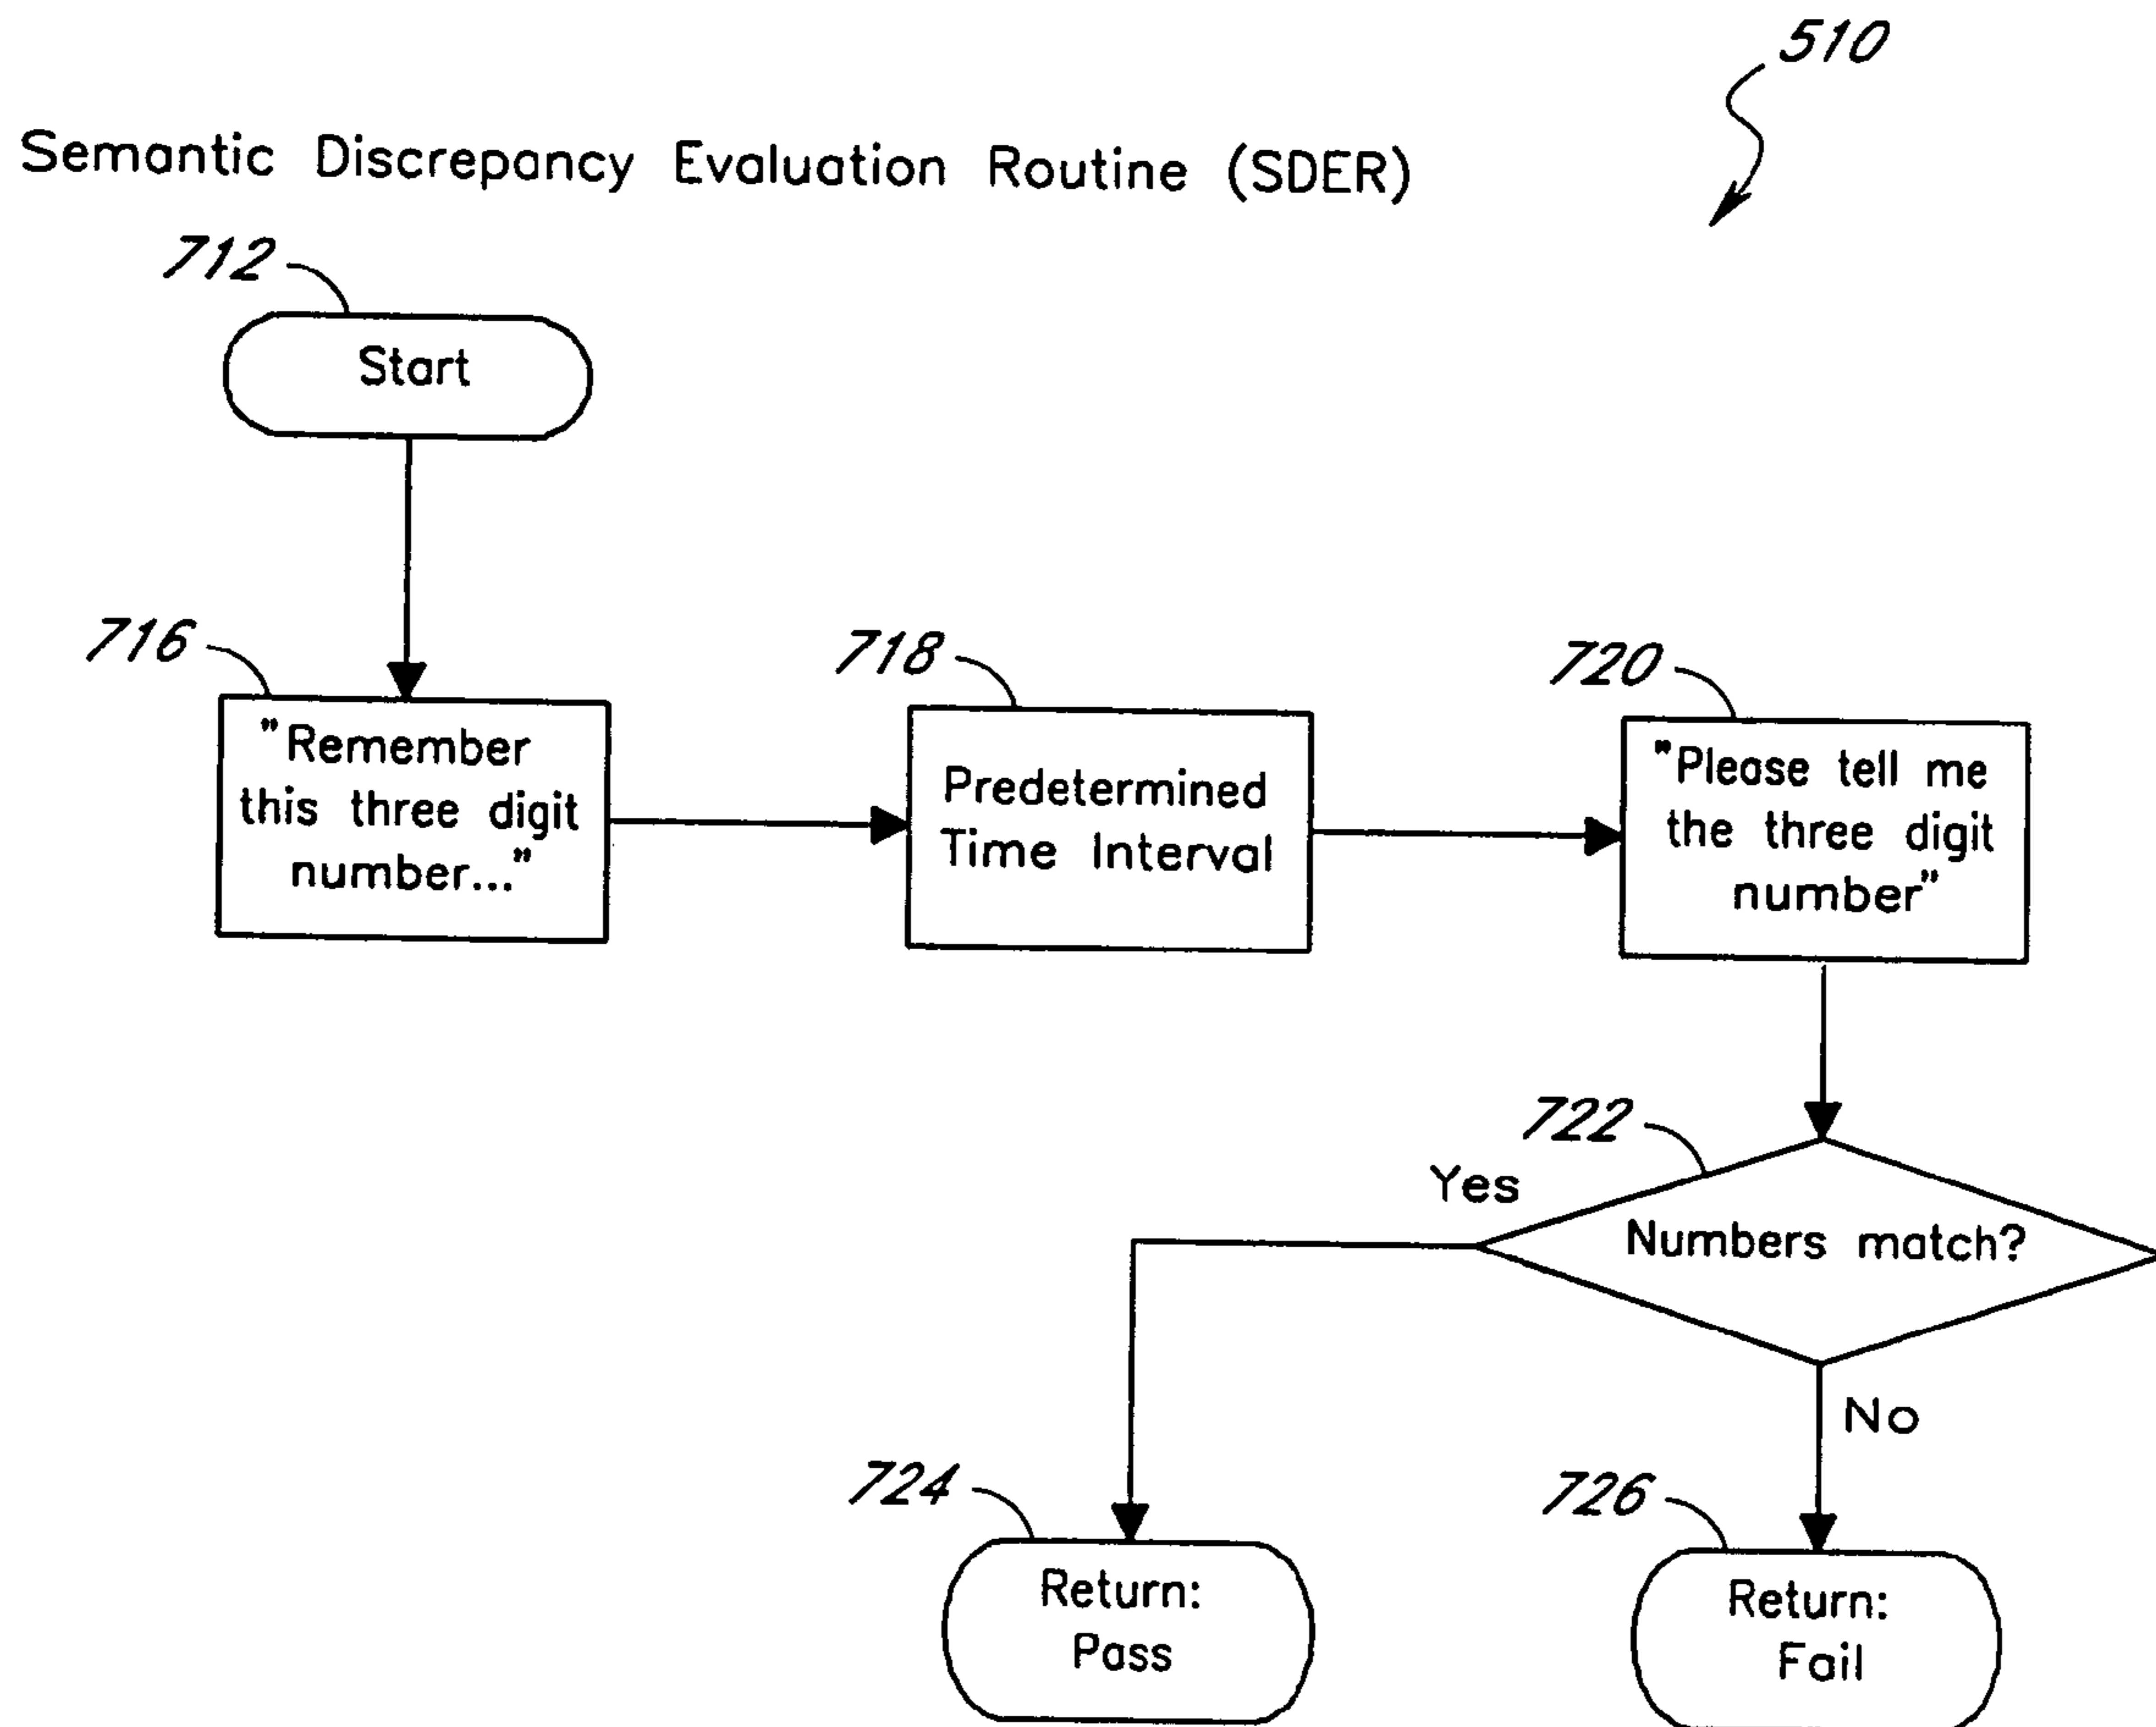 510
Semantic Discrepancy Evaluation Routine (SDER)
712
Start
716
"Remember
this three digit
number..."
718
Predetermined
Time Interval
720
"Please tell me
the three digit
number"
722
Yes
Numbers match?
No
724
Return:
Pass
726
Return:
Fail